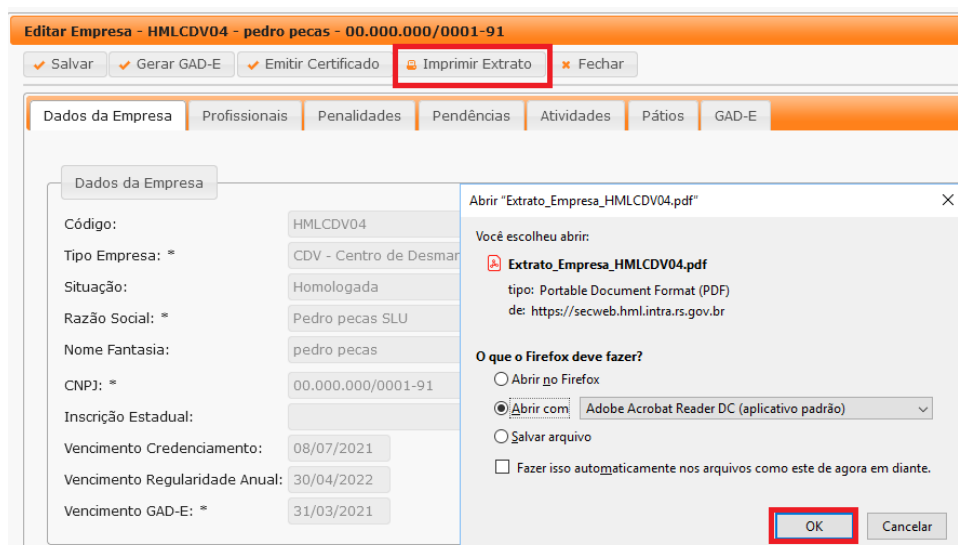 Editar Empresa - HMLCDV04 - pedro pecas - 00.000.000/0001-91
Salvar Gerar GAD-E Emitir Certificado Imprimir Extrato Fechar
Dados da Empresa Profissionais Penalidades Pendências Atividades Pátios GAD-E
Dados da Empresa
Código: HMLCDV04
Tipo Empresa: * CDV - Centro de Desmar
Situação: Homologada
Razão Social: * Pedro pecas SLU
Nome Fantasia: pedro pecas
CNPJ: * 00.000.000/0001-91
Inscrição Estadual:
Vencimento Credenciamento: 08/07/2021
Vencimento Regularidade Anual: 30/04/2022
Vencimento GAD-E: * 31/03/2021
Abrir "Extrato_Empresa_HMLCDV04.pdf"
Você escolheu abrir:
Extrato_Empresa_HMLCDV04.pdf
tipo: Portable Document Format (PDF)
de: https://secweb.hml.intra.rs.gov.br
O que o Firefox deve fazer?
Abrir no Firefox
Abrir com Adobe Acrobat Reader DC (aplicativo padrão)
Salvar arquivo
Fazer isso automaticamente nos arquivos como este de agora em diante.
OK Cancelar